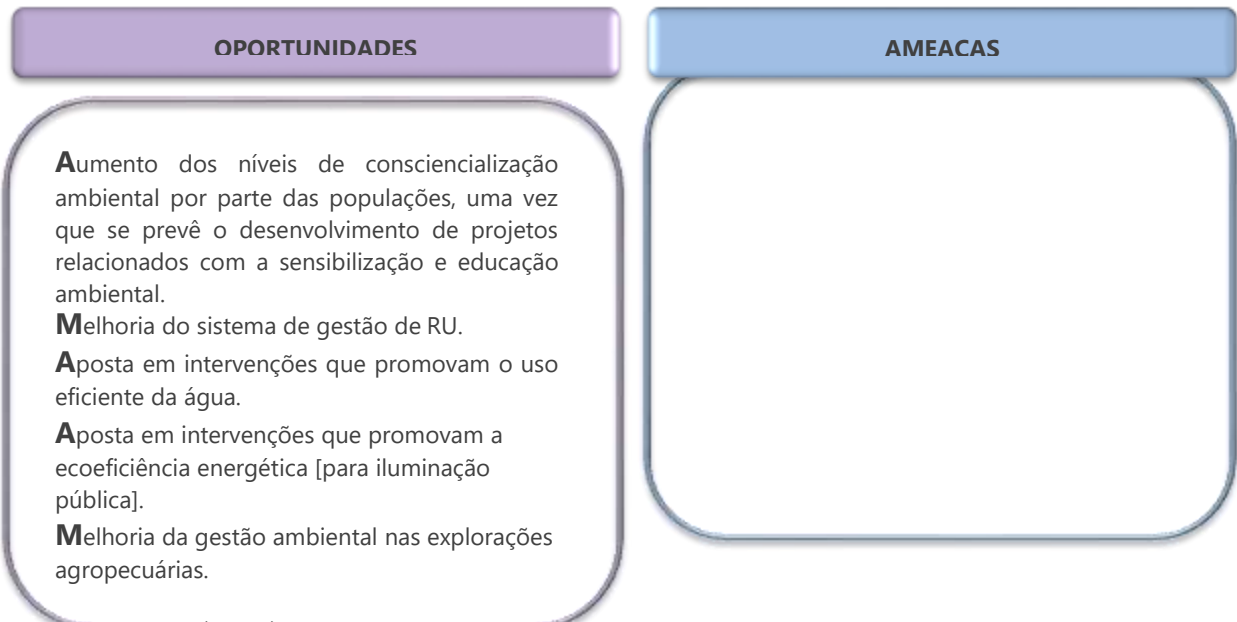 OPORTUNIDADES
Aumento dos níveis de consciencialização
ambiental por parte das populações, uma vez
que se prevê o desenvolvimento de projetos
relacionados com a sensibilização e educação
ambiental.
Melhoria do sistema de gestão de RU.
Aposta em intervenções que promovam o uso
eficiente da água.
Aposta em intervenções que promovam a
ecoeficiência energética [para iluminação
pública].
Melhoria da gestão ambiental nas explorações
agropecuárias.
AMEACAS